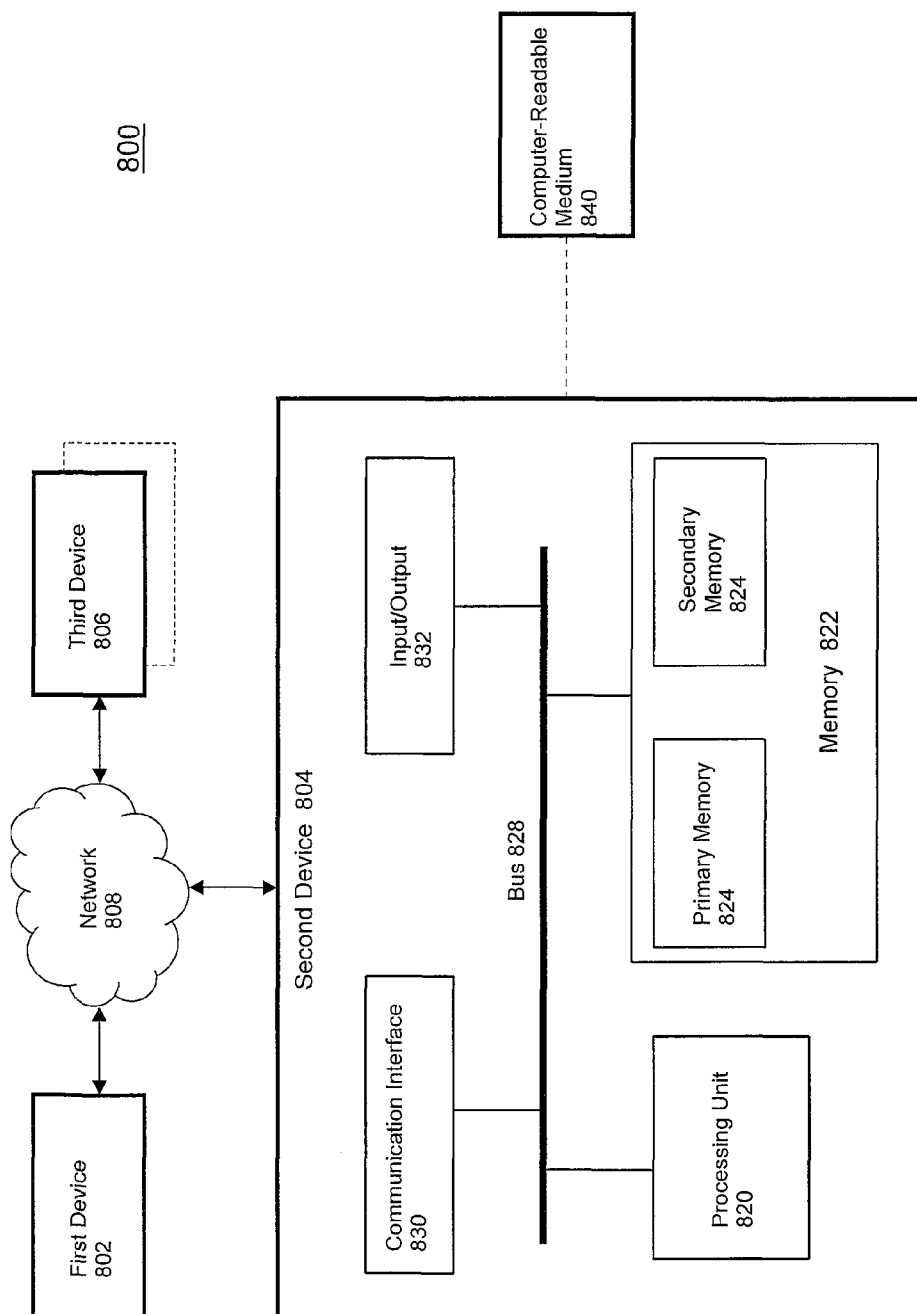 800
First Device
802
Network
808
Third Device
806
Second Device 804
Communication Interface
830
Input/Output
832
Bus 828
Processing Unit
820
Primary Memory
824
Secondary
Memory
824
Memory 822
Computer-Readable
Medium
840